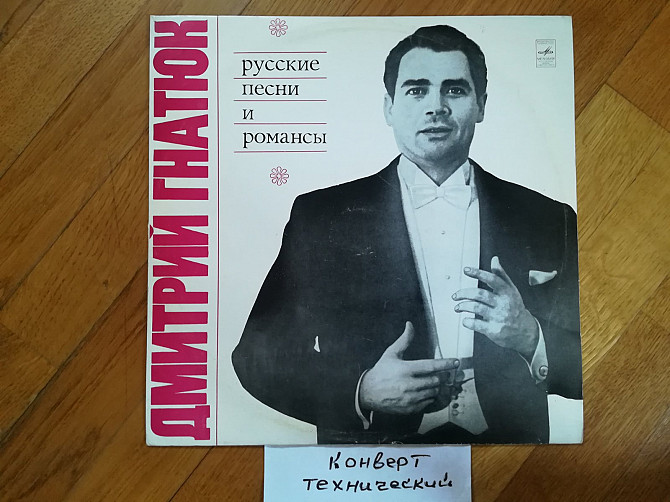 ДМИТРИЙ ГНАТЮК
русские
песни
и
романсы
Конверт
технический